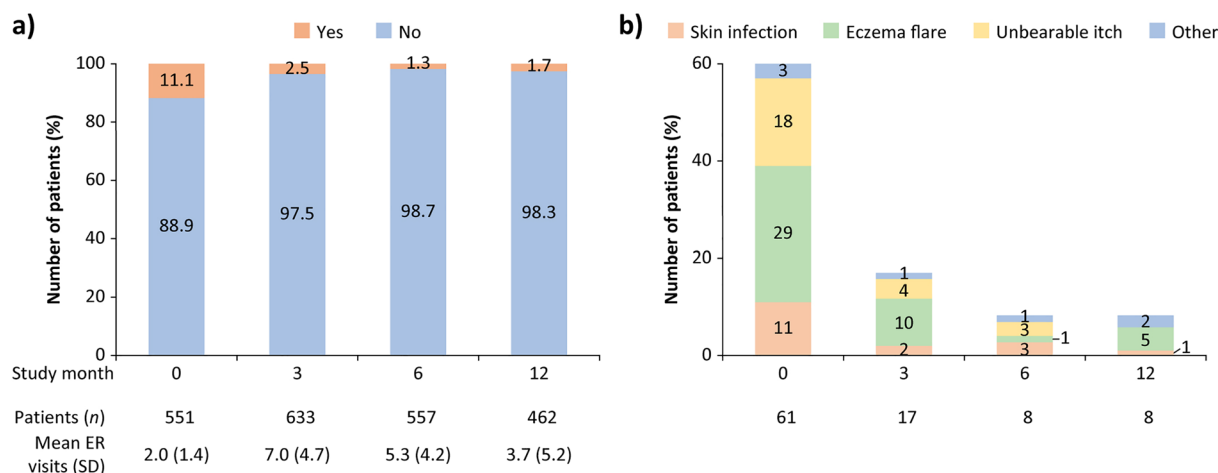 a)
Yes No
Number of patients (%)
100
80
60
40
20
0
11.1 2.5 1.3 1.7
88.9 97.5 98.7 98.3
Study month 0 3 6 12
Patients (n) 551 633 557 462
Mean ER
visits (SD) 2.0 (1.4) 7.0 (4.7) 5.3 (4.2) 3.7 (5.2)
b)
Skin infection Eczema flare Unbearable itch Other
Number of patients (%)
60
40
20
0
3
18
29
11
1
4
10
2
1
3
1
3
2
5
1
0 3 6 12
61 17 8 8